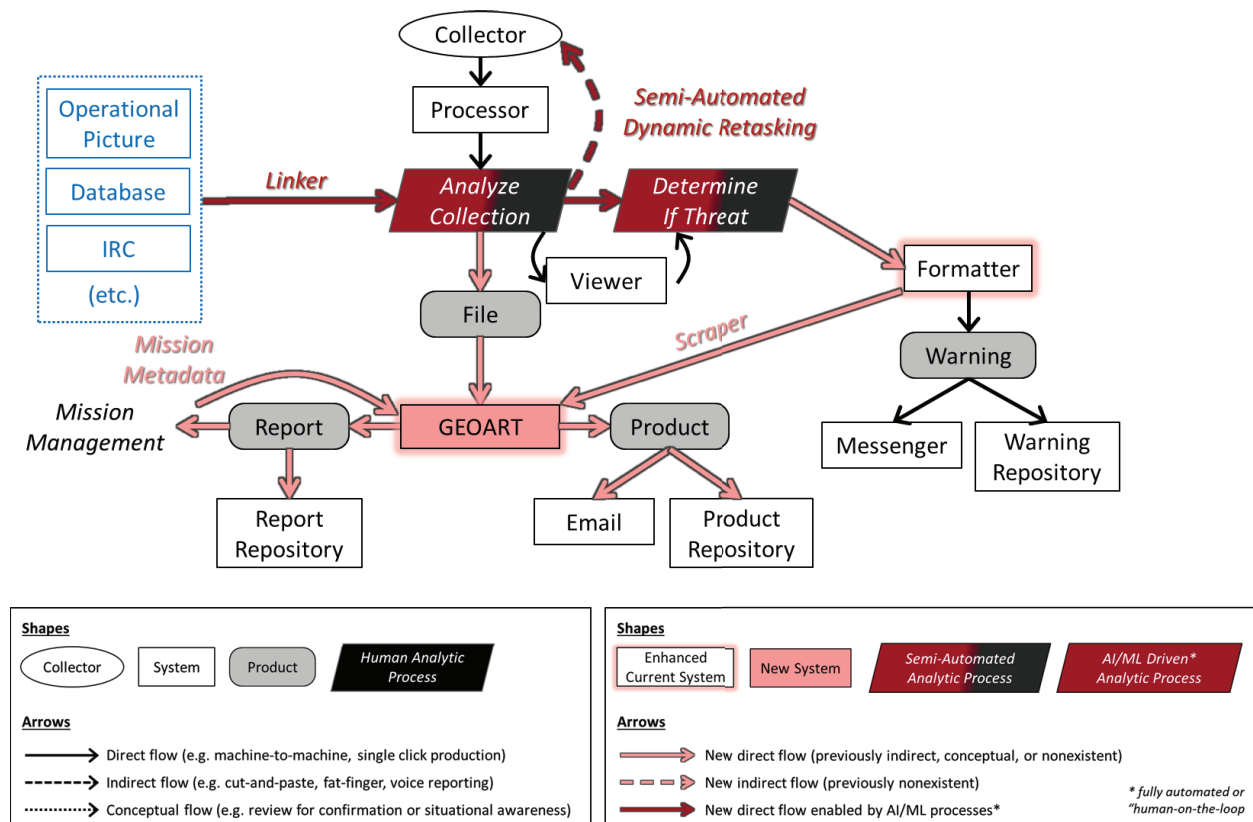 Collector
Operational
Picture
Database
IRC
(etc.)
Processor
Semi-Automated
Dynamic Retasking
Linker
Analyze
Collection
Determine
If Threat
Viewer
Formatter
File
Scraper
Warning
Mission
Metadata
Mission
Management
Report
GEOART
Product
Messenger
Warning
Repository
Report
Repository
Email
Product
Repository
Shapes
Collector
System
Product
Human Analytic
Process
Arrows
Direct flow (e.g. machine-to-machine, single click production)
Indirect flow (e.g. cut-and-paste, fat-finger, voice reporting)
Conceptual flow (e.g. review for confirmation or situational awareness)
Shapes
Enhanced
Current System
New System
Semi-Automated
Analytic Process
AI/ML Driven*
Analytic Process
Arrows
New direct flow (previously indirect, conceptual, or nonexistent)
New indirect flow (previously nonexistent)
New direct flow enabled by AI/ML processes*
* fully automated or
"human-on-the-loop